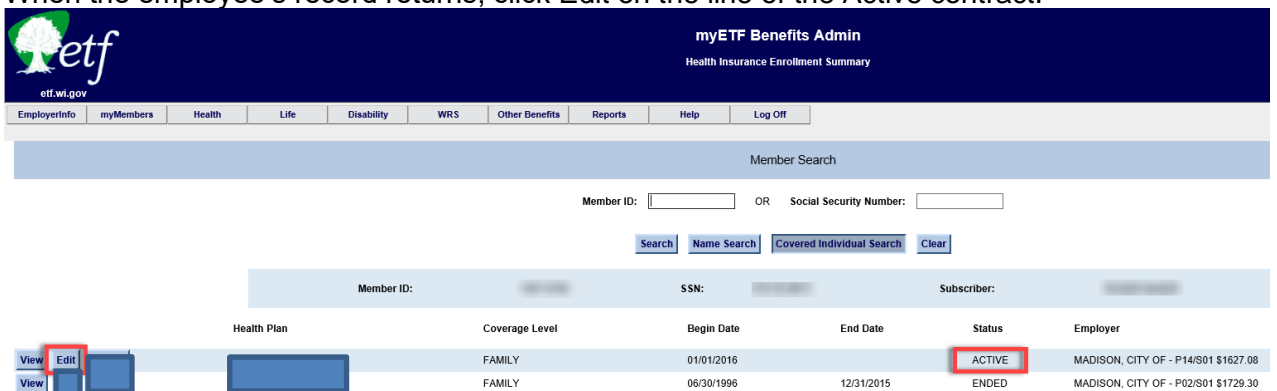 When the employee's record returns, click Edit on the line of the Active contract.
etf
etf.wi.gov
myETF Benefits Admin
Health Insurance Enrollment Summary
EmployerInfo myMembers Health Life Disability WRS Other Benefits Reports Help Log Off
Member Search
Member ID: OR Social Security Number:
Search Name Search Covered Individual Search Clear
Member ID: SSN: Subscriber:
Health Plan Coverage Level Begin Date End Date Status Employer
View Edit FAMILY 01/01/2016 ACTIVE MADISON, CITY OF - P14/S01 $1627.08
View FAMILY 06/30/1996 12/31/2015 ENDED MADISON, CITY OF - P02/S01 $1729.30